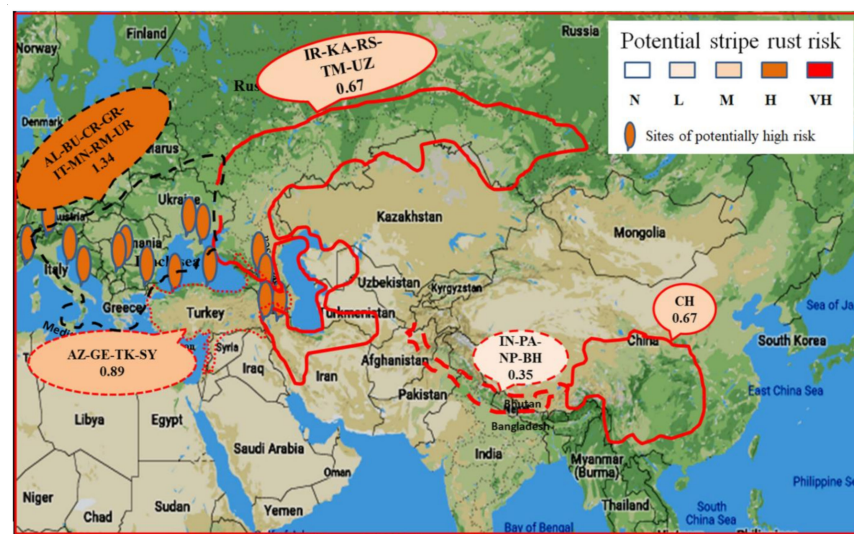 Norway
Finland
Russia
IR-KA-RS-
TM-UZ
0.67
Potential stripe rust risk
N L M H VH
Sites of potentially high risk
Denmark
AL-BU-CR-GR-
IT-MN-RM-UR
1.34
Ukraine
Kazakhstan
Mongolia
Italy
Greece
Turkey
Uzbekistan
Kyrgyzstan
Sea of Ja
AZ-GE-TK-SY
0.89
Syria
Iraq
Iran
Afghanistan
Pakistan
IN-PA-
NP-BH
0.35
CH
0.67
China
South Korea
East China Sea
Bhutan
Bangladesh
Libya
Egypt
Saudi Arabia
Oman
India
Myanmar
(Burma)
Niger
Chad
Sudan
Yemen
Thailand
South
China
Sea
Philippine S
Bay of Bengal